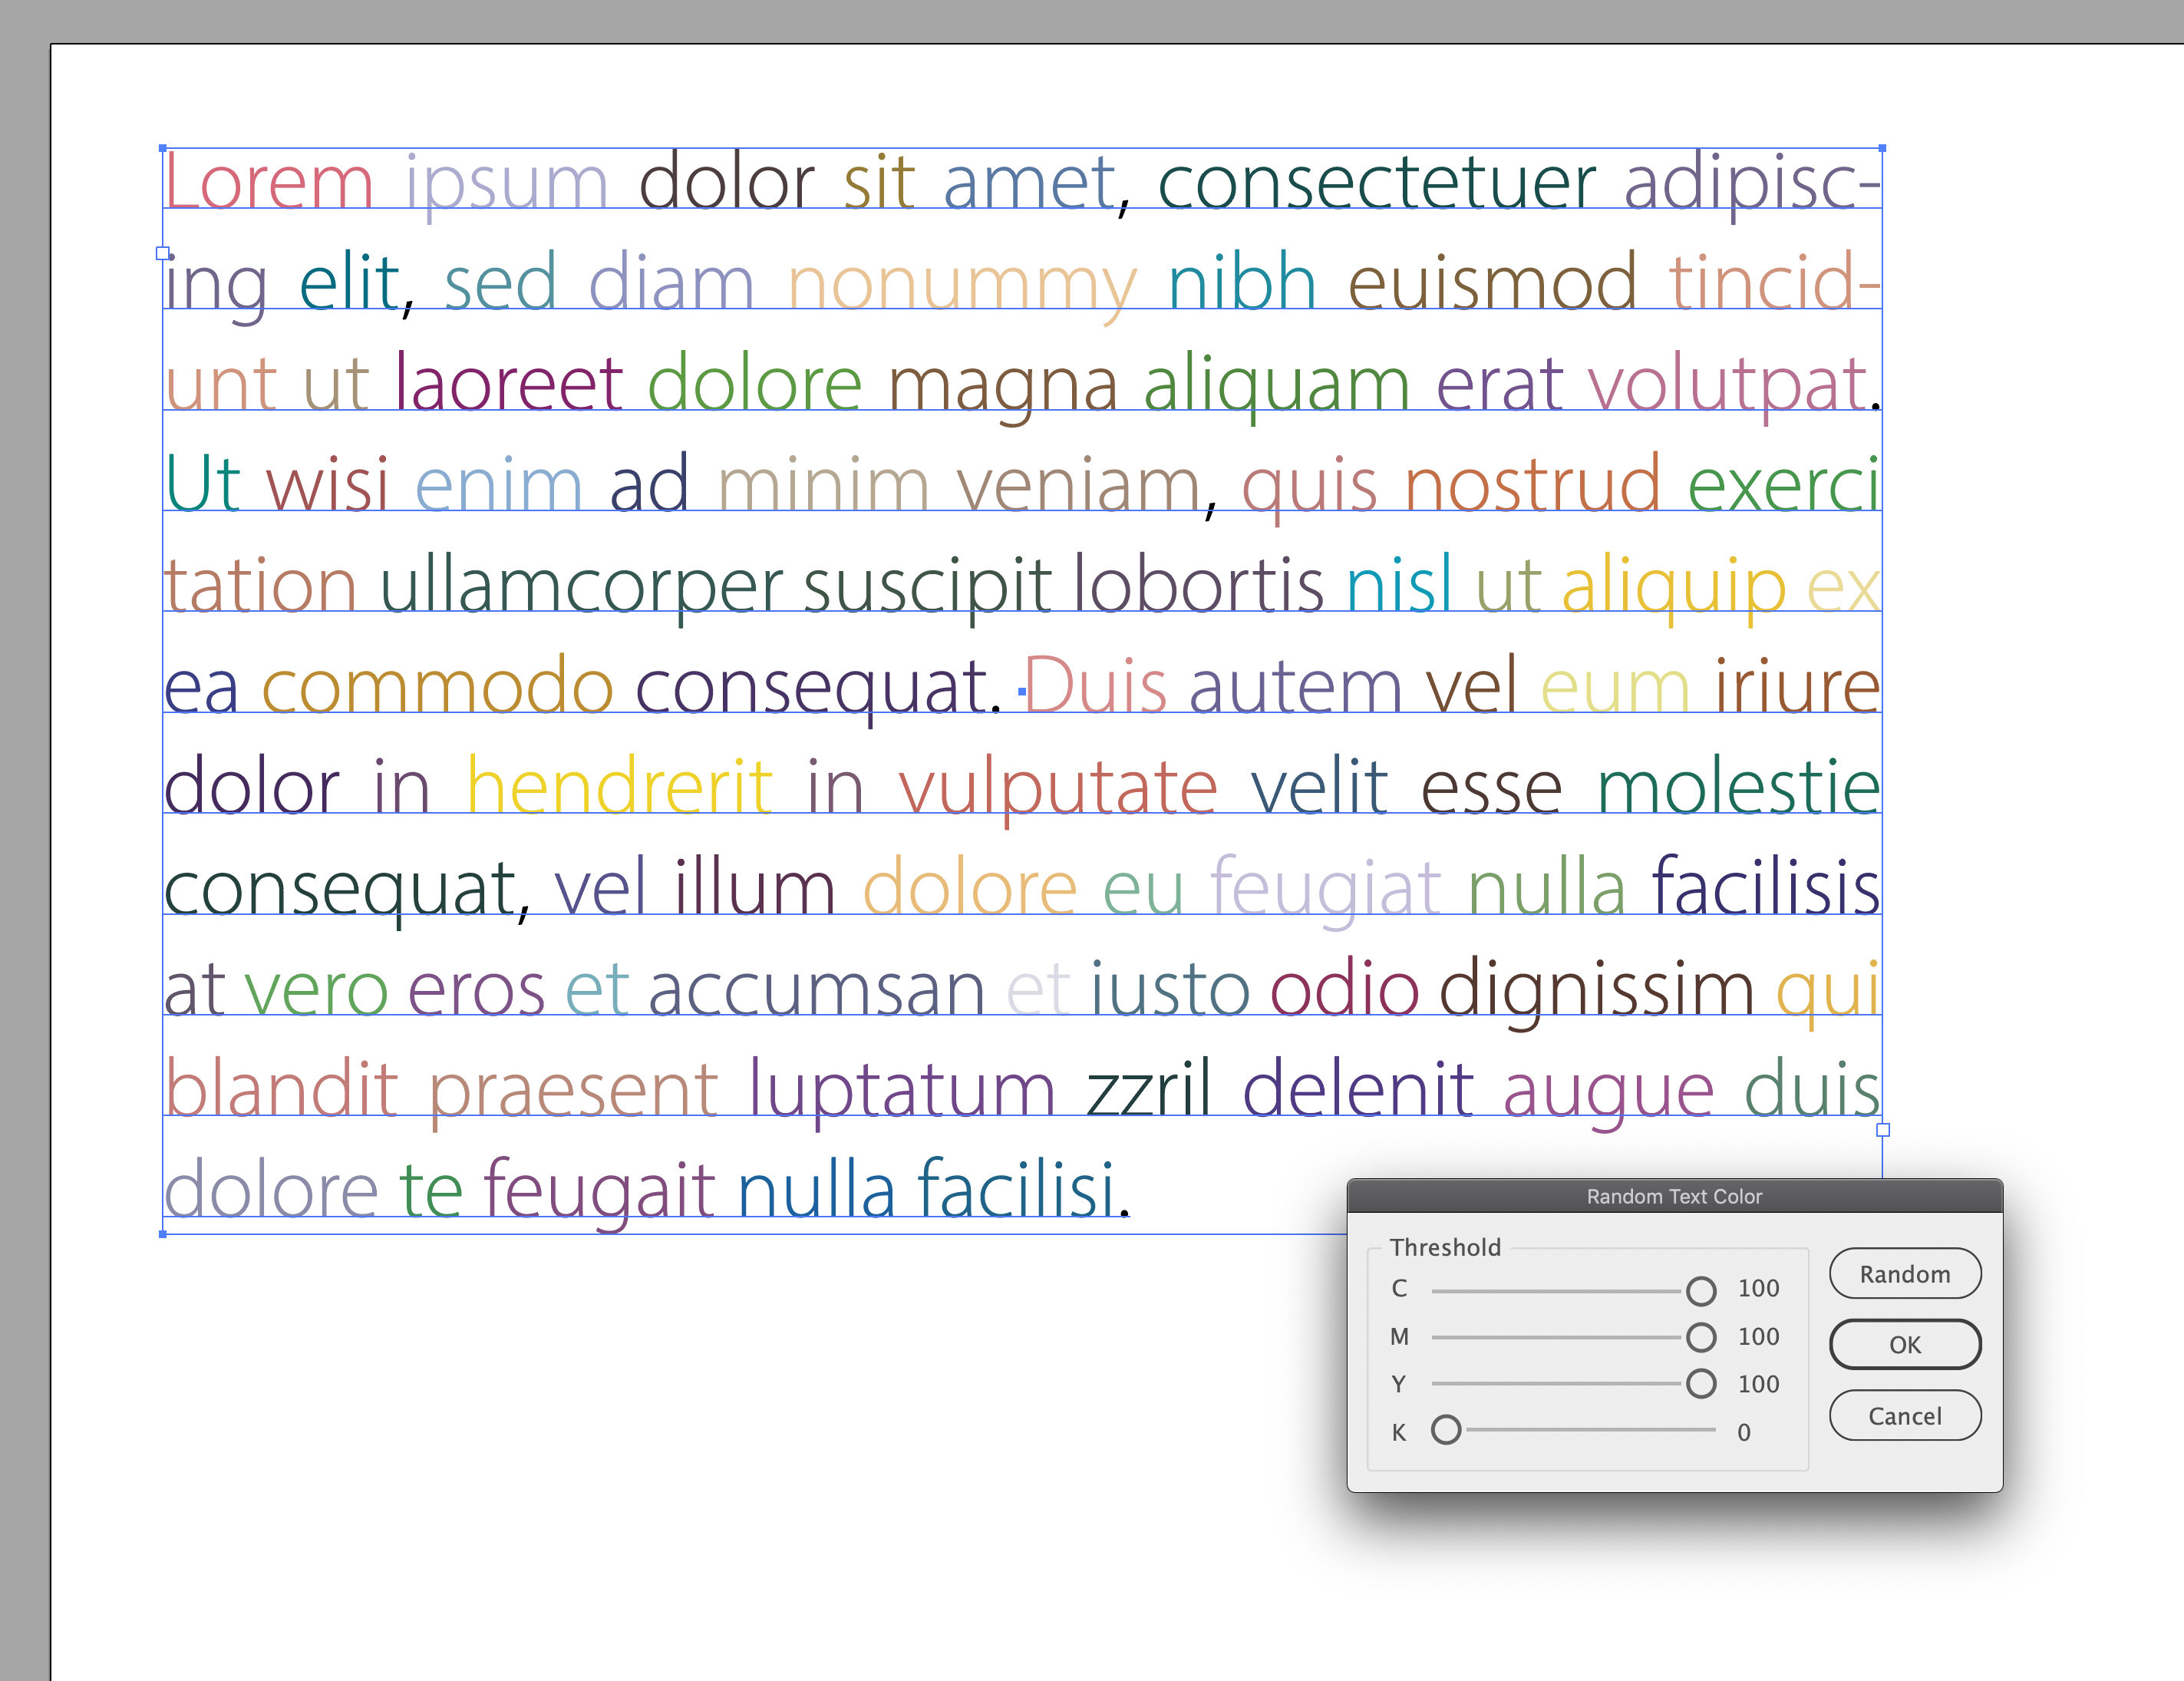 Lorem ipsum dolor sit amet, consectetuer adipisc-
ing elit, sed diam nonummy nibh euismod tincid-
unt ut laoreet dolore magna aliquam erat volutpat.
Ut wisi enim ad minim veniam, quis nostrud exerci
tation ullamcorper suscipit lobortis nisl ut aliquip ex
ea commodo consequat. Duis autem vel eum iriure
dolor in hendrerit in vulputate velit esse molestie
consequat, vel illum dolore eu feugiat nulla facilisis
at vero eros et accumsan et iusto odio dignissim qui
blandit praesent luptatum zzril delenit augue duis
dolore te feugait nulla facilisi.
Random Text Color
Threshold
C 100
M 100
Y 100
K 0
Random
OK
Cancel